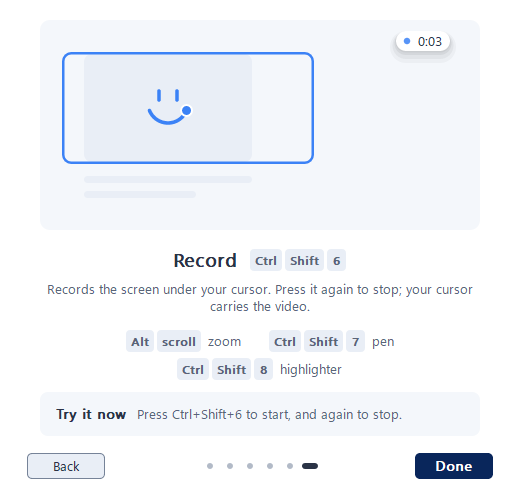 0:03
Record Ctrl Shift 6
Records the screen under your cursor. Press it again to stop; your cursor
carries the video.
Alt scroll zoom Ctrl Shift 7 pen
Ctrl Shift 8 highlighter
Try it now Press Ctrl+Shift+6 to start, and again to stop.
Back Done